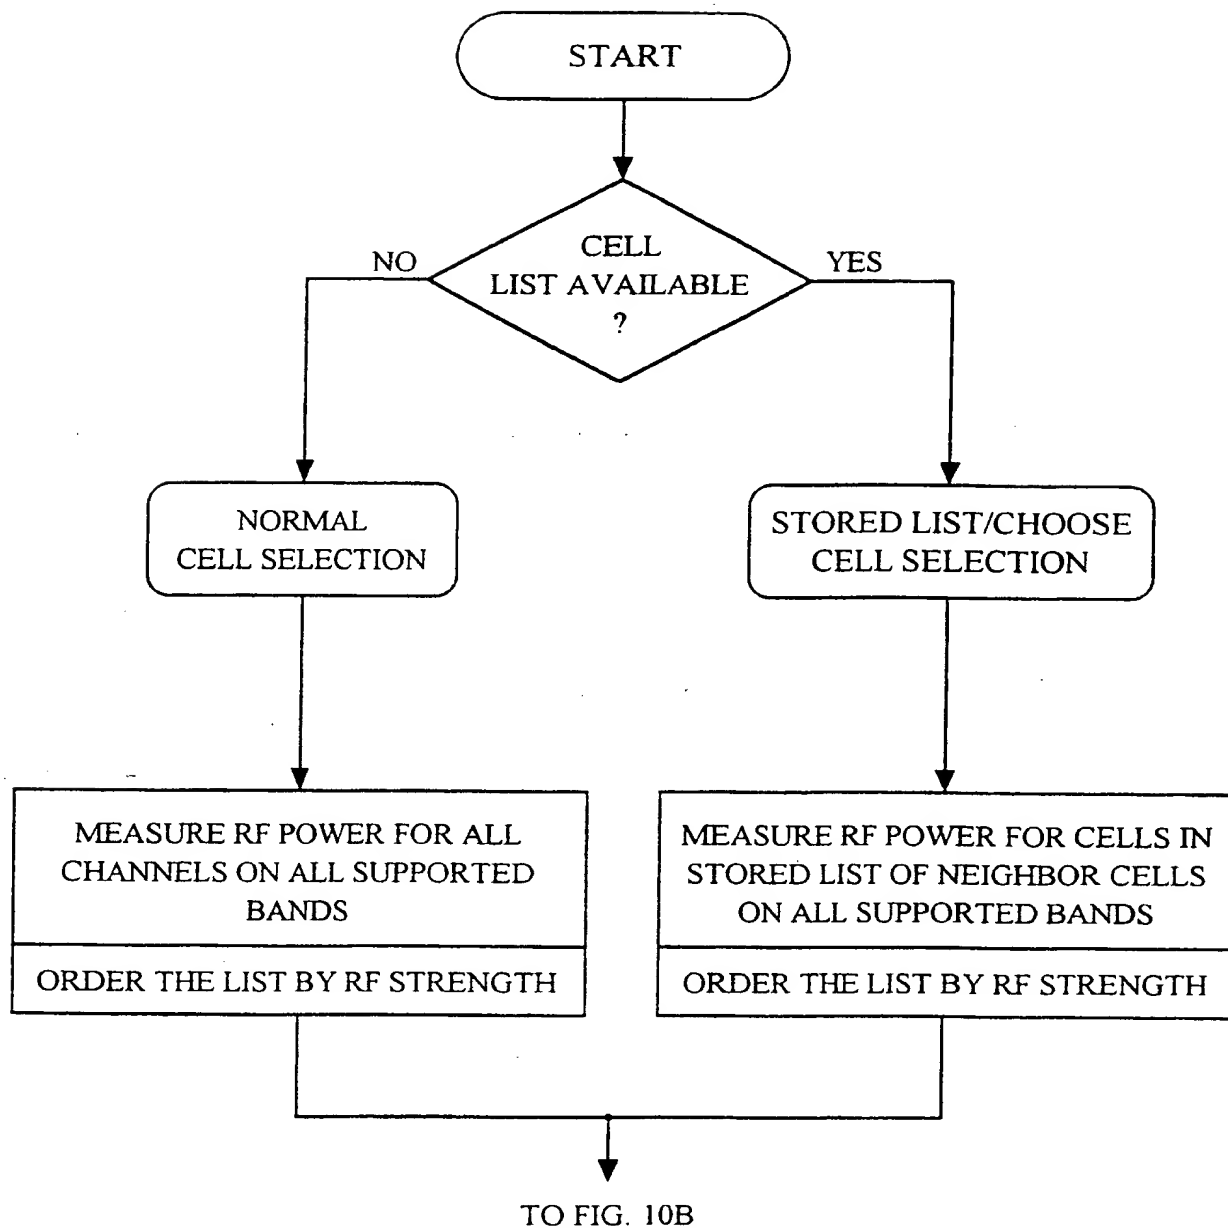 START
CELL
LIST AVAILABLE
?
NO
YES
NORMAL
CELL SELECTION
STORED LIST/CHOOSE
CELL SELECTION
MEASURE RF POWER FOR ALL
CHANNELS ON ALL SUPPORTED
BANDS
ORDER THE LIST BY RF STRENGTH
MEASURE RF POWER FOR CELLS IN
STORED LIST OF NEIGHBOR CELLS
ON ALL SUPPORTED BANDS
ORDER THE LIST BY RF STRENGTH
TO FIG. 10B